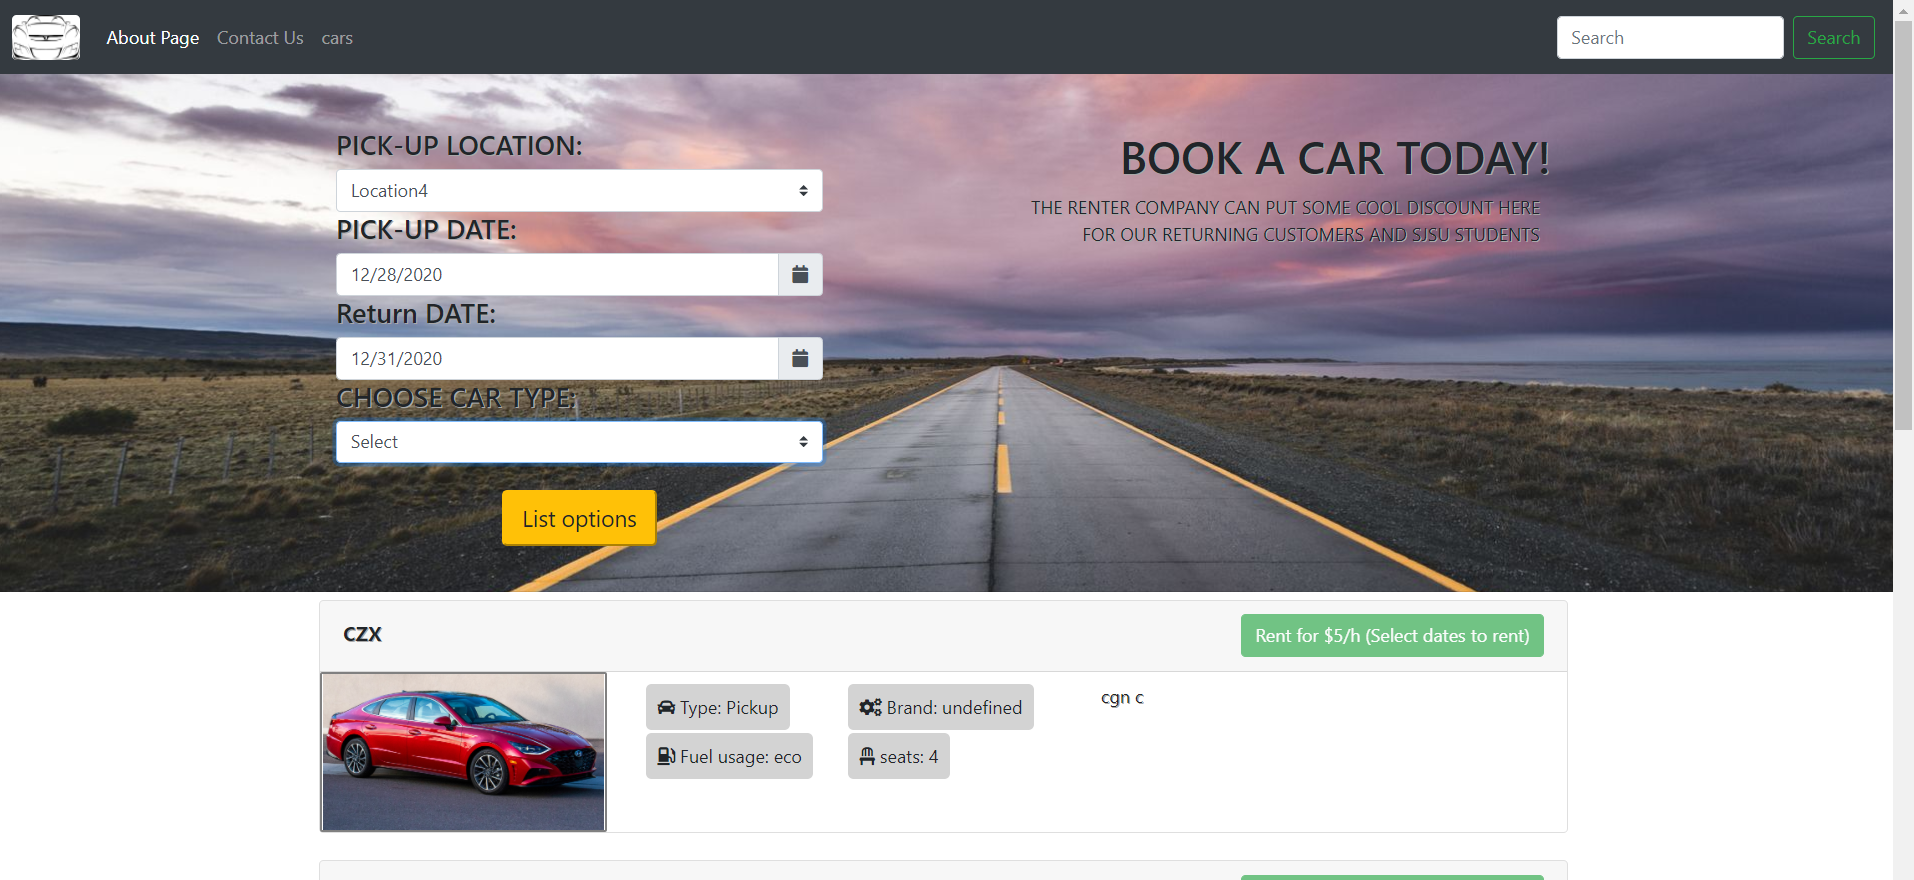 About Page
Contact Us
cars
Search
Search
PICK-UP LOCATION:
Location4
PICK-UP DATE:
12/28/2020
Return DATE:
12/31/2020
CHOOSE CAR TYPE:
Select
List options
BOOK A CAR TODAY!
THE RENTER COMPANY CAN PUT SOME COOL DISCOUNT HERE
FOR OUR RETURNING CUSTOMERS AND SJSU STUDENTS
CZX
Rent for $5/h (Select dates to rent)
Type: Pickup
Brand: undefined
Fuel usage: eco
seats: 4
cgn c